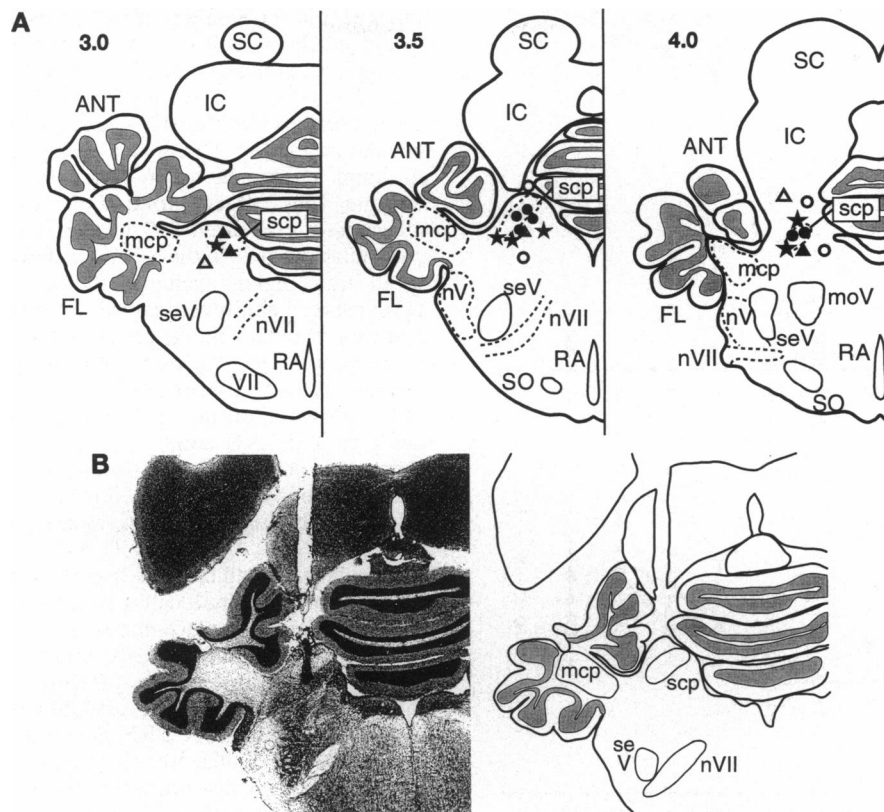 A
3.0
SC
IC
ANT
scp
mcp
FL
seV
nVII
RA
VII
3.5
SC
IC
ANT
scp
mcp
FL
nV
seV
nVII
SO
4.0
SC
IC
ANT
scp
mcp
FL
nV
moV
seV
nVII
RA
SO
B
mcp
scp
se
V
nVII